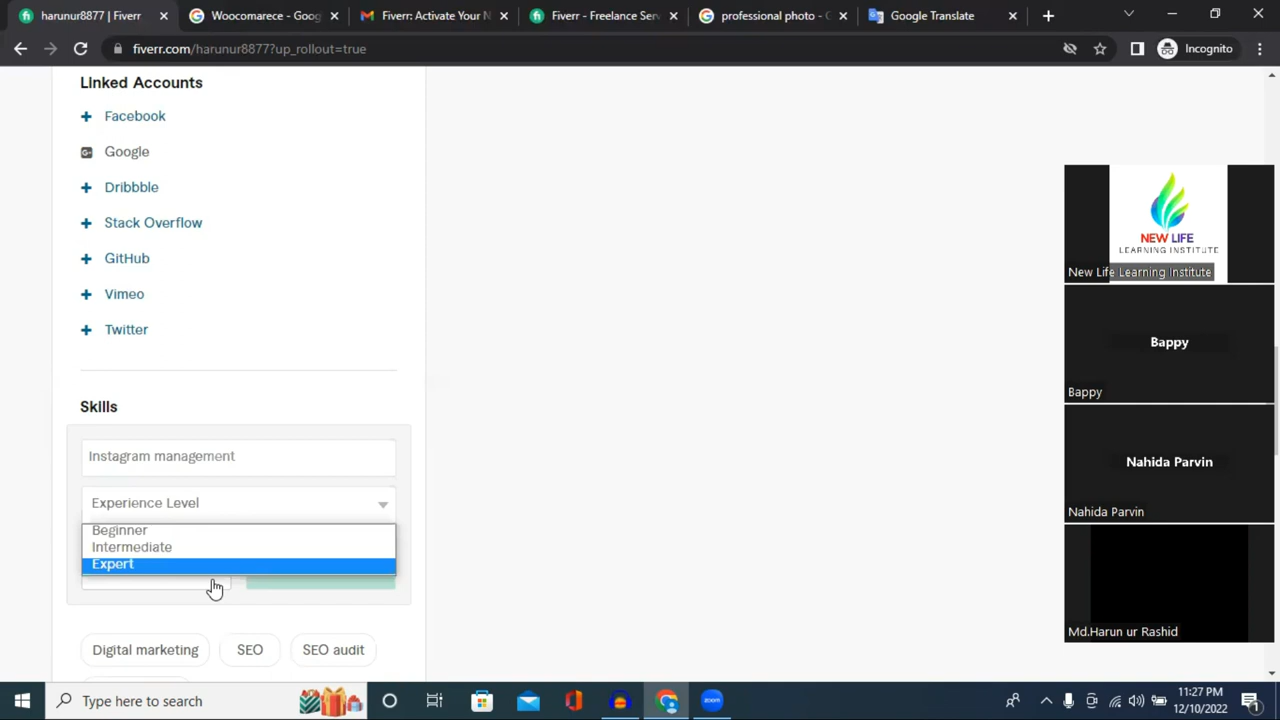 harunur8877 | Fiverr
Woocomarece - Goog
Fiverr: Activate Your N
Fiverr - Freelance Serv
professional photo - G
Google Translate
fiverr.com/harunur8877?up_rollout=true
Incognito
Linked Accounts
Facebook
Google
Dribbble
Stack Overflow
GitHub
Vimeo
Twitter
Skills
Instagram management
Experience Level
Beginner
Intermediate
Expert
Digital marketing
SEO
SEO audit
NEW LIFE
LEARNING INSTITUTE
New Life Learning Institute
Bappy
Bappy
Nahida Parvin
Nahida Parvin
Md.Harun ur Rashid
Type here to search
zoom
11:27 PM
12/10/2022
1